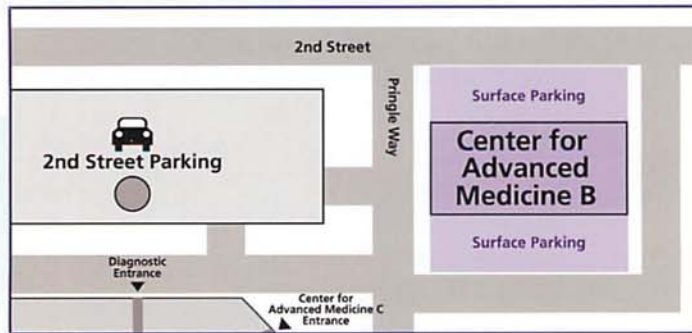 2nd Street
Pringle Way
Surface Parking
2nd Street Parking
Center for
Advanced
Medicine B
Surface Parking
Diagnostic
Entrance
Center for
Advanced Medicine C
Entrance